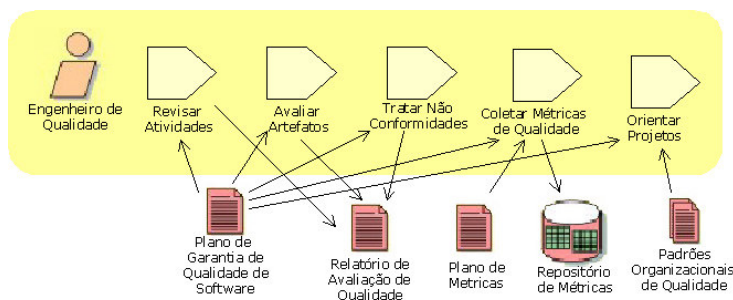 Engenheiro de
Qualidade
Revisar
Atividades
Avaliar
Artefatos
Tratar Não
Conformidades
Coletar Métricas
de Qualidade
Orientar
Projetos
Plano de
Garantia de
Qualidade de
Software
Relatório de
Avaliação de
Qualidade
Plano de
Metricas
Repositório
de Métricas
Padrões
Organizacionais
de Qualidade